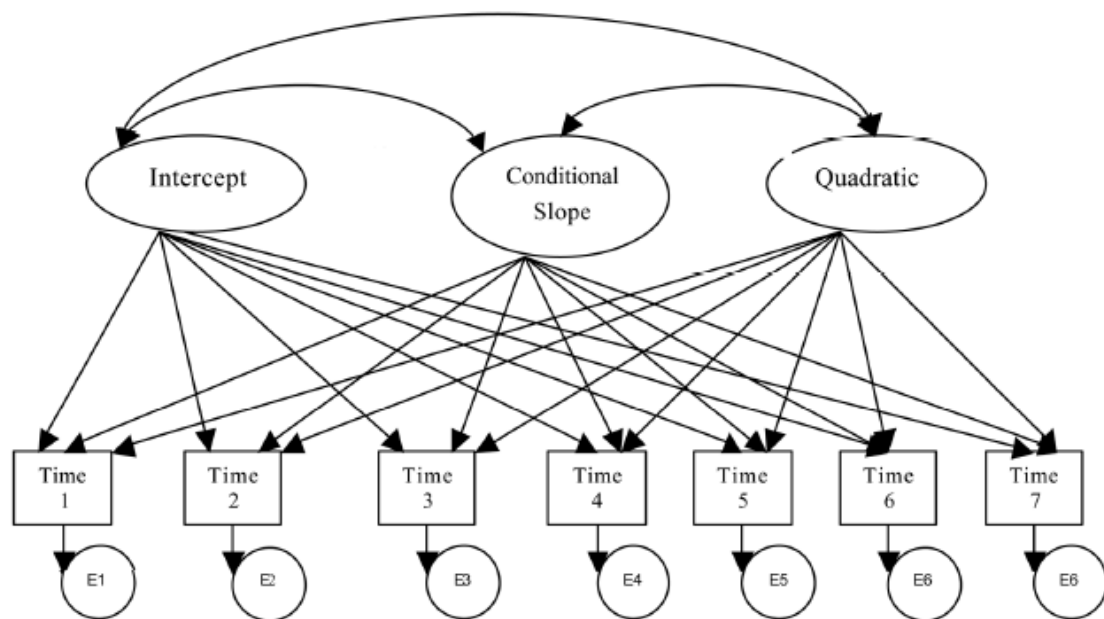 Intercept
Conditional
Slope
Quadratic
Time
1
Time
2
Time
3
Time
4
Time
5
Time
6
Time
7
E1
E2
E3
E4
E5
E6
E6